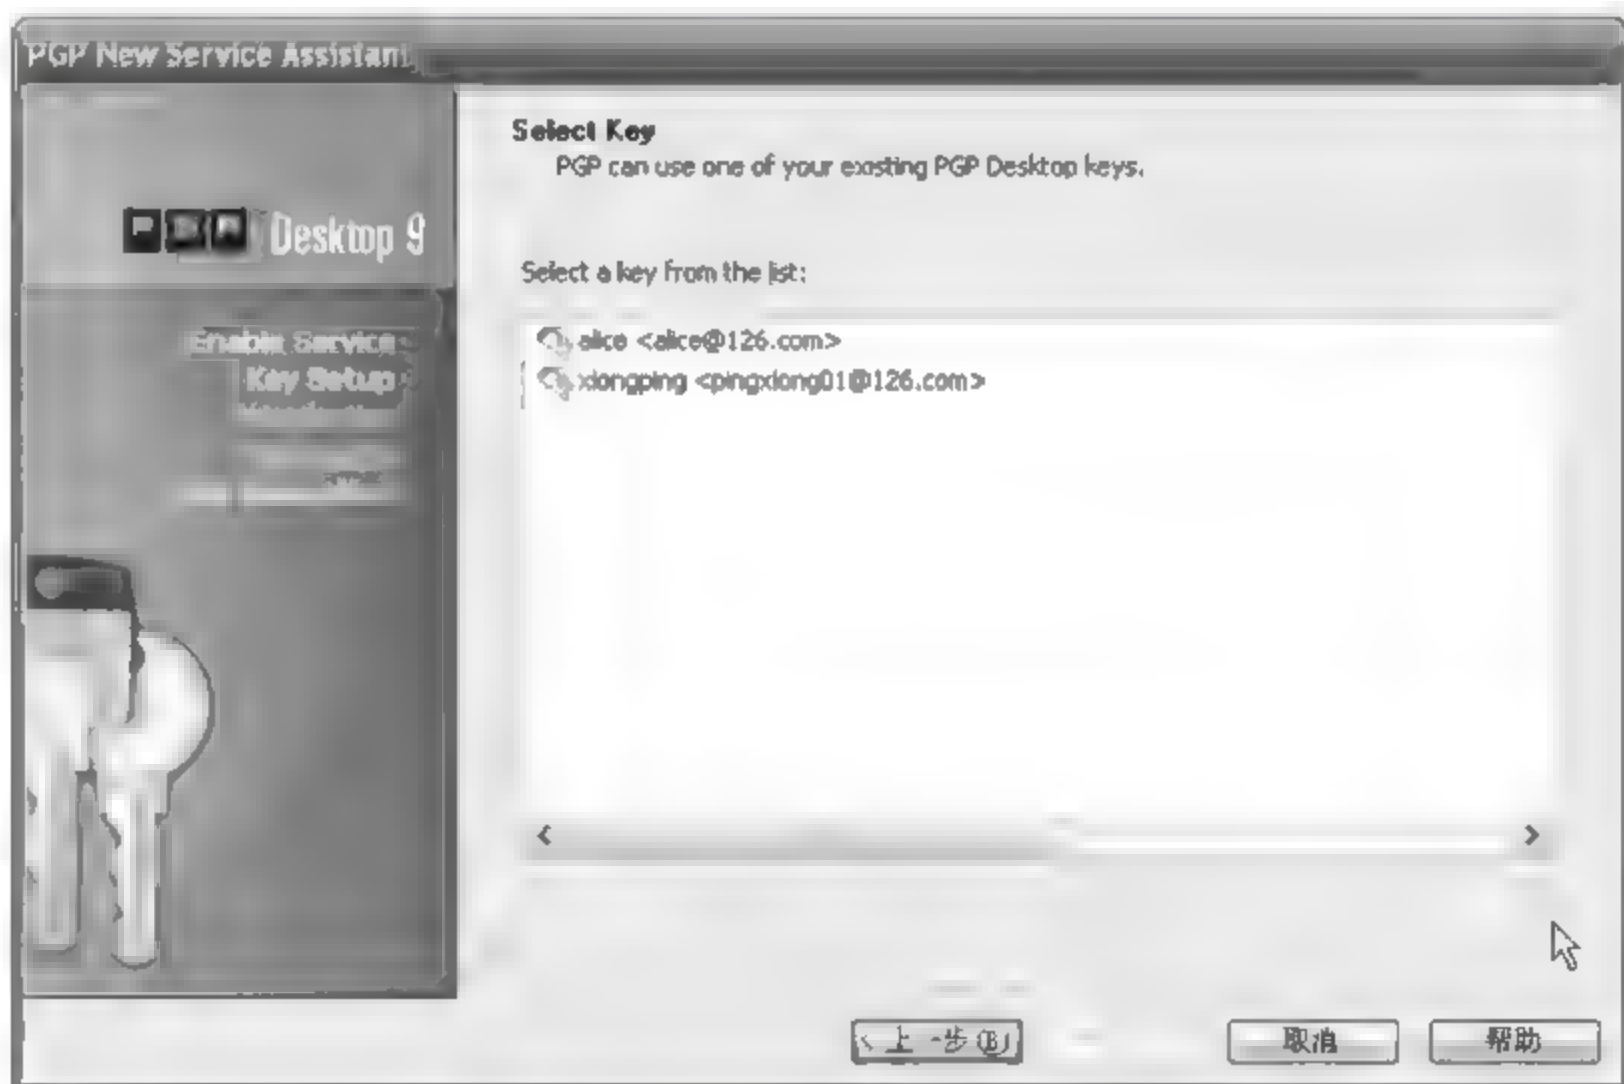 PGP New Service Assistant
Desktop 9
Enable Service
Key Setup
Select Key
PGP can use one of your existing PGP Desktop keys.
Select a key from the list:
alice <alice@126.com>
xiongping <pingxiong01@126.com>
< 上一步(B)
取消
帮助